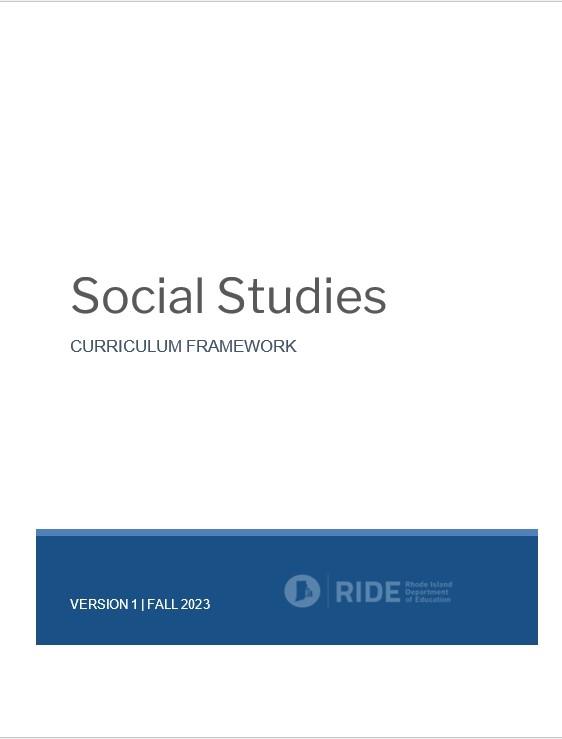 Social Studies
CURRICULUM FRAMEWORK
VERSION 1 | FALL 2023
RIDE
Rhode Island
Department
of Education